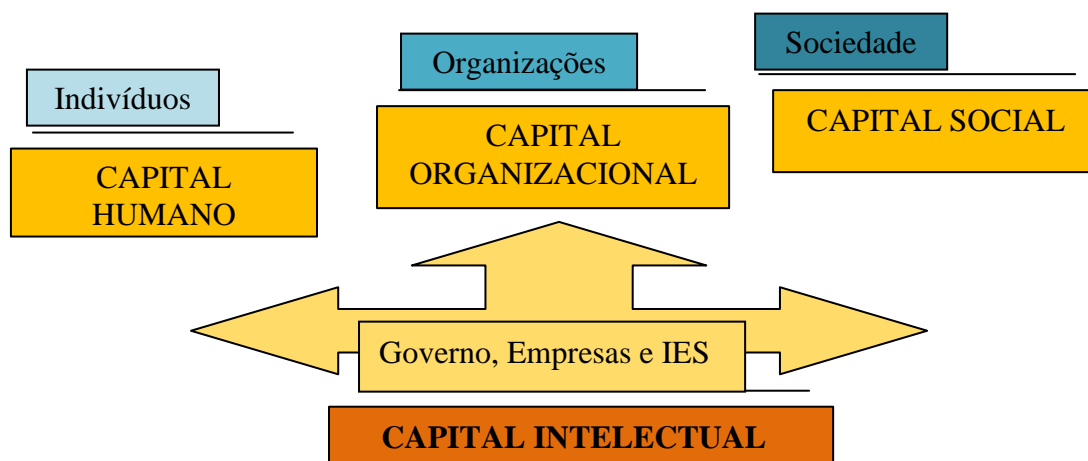 Indivíduos
CAPITAL
HUMANO
Organizações
CAPITAL
ORGANIZACIONAL
Sociedade
CAPITAL SOCIAL
Governo, Empresas e IES
CAPITAL INTELECTUAL